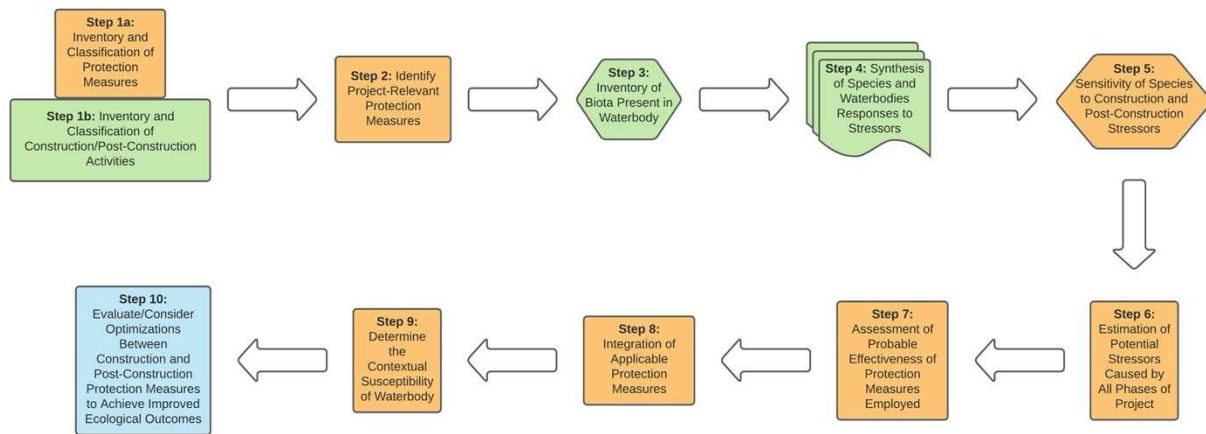 Step 1a:
Inventory and
Classification of
Protection
Measures
Step 1b: Inventory and
Classification of
Construction/Post-Construction
Activities
Step 2: Identify
Project-Relevant
Protection
Measures
Step 3:
Inventory of
Biota Present in
Waterbody
Step 4: Synthesis
of Species and
Waterbodies
Responses to
Stressors
Step 5:
Sensitivity of Species
to Construction and
Post-Construction
Stressors
Step 6:
Estimation of
Potential
Stressors
Caused by
All Phases of
Project
Step 7:
Assessment of
Probable
Effectiveness of
Protection
Measures
Employed
Step 8:
Integration of
Applicable
Protection
Measures
Step 9:
Determine the
Contextual
Susceptibility
of Waterbody
Step 10:
Evaluate/Consider
Optimizations
Between
Construction and
Post-Construction
Protection Measures
to Achieve Improved
Ecological Outcomes